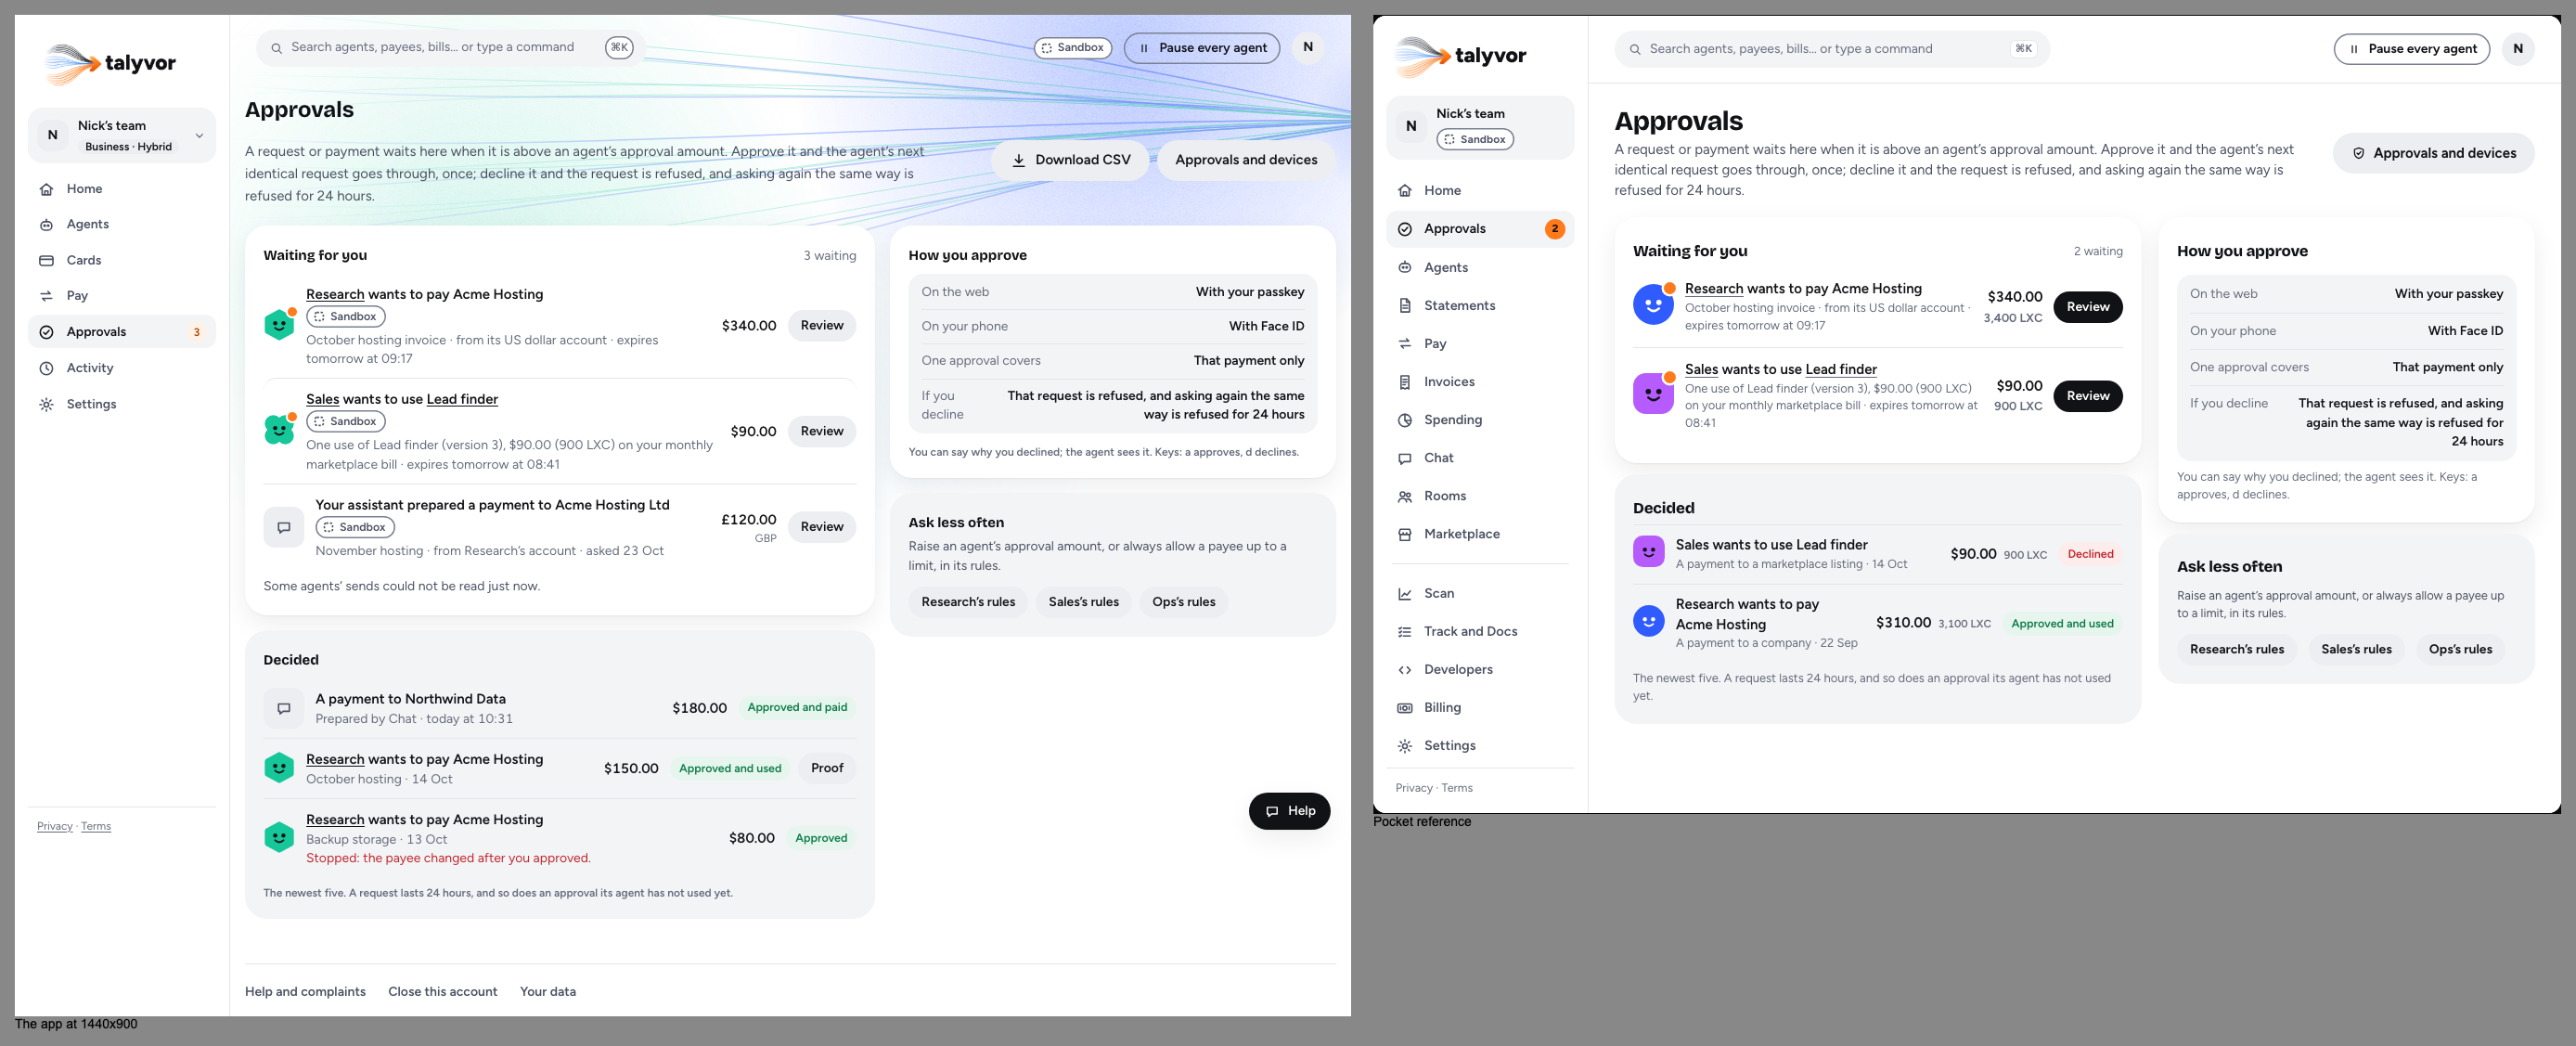 talyvor
Search agents, payees, bills... or type a command
⌘K
Sandbox
Pause every agent
N
N
Nick's team
Business · Hybrid
Home
Agents
Cards
Pay
Approvals
3
Activity
Settings
Privacy · Terms
Approvals
A request or payment waits here when it is above an agent's approval amount. Approve it and the agent's next
identical request goes through, once; decline it and the request is refused, and asking again the same way is
refused for 24 hours.
Download CSV
Approvals and devices
Waiting for you
3 waiting
Research wants to pay Acme Hosting
Sandbox
October hosting invoice · from its US dollar account · expires
tomorrow at 09:17
$340.00
Review
Sales wants to use Lead finder
Sandbox
One use of Lead finder (version 3), $90.00 (900 LXC) on your monthly
marketplace bill · expires tomorrow at 08:41
$90.00
Review
Your assistant prepared a payment to Acme Hosting Ltd
Sandbox
November hosting · from Research's account · asked 23 Oct
£120.00
GBP
Review
Some agents' sends could not be read just now.
Decided
A payment to Northwind Data
Prepared by Chat · today at 10:31
$180.00
Approved and paid
Research wants to pay Acme Hosting
October hosting · 14 Oct
$150.00
Approved and used
Proof
Research wants to pay Acme Hosting
Backup storage · 13 Oct
Stopped: the payee changed after you approved.
$80.00
Approved
The newest five. A request lasts 24 hours, and so does an approval its agent has not used yet.
How you approve
On the web
With your passkey
On your phone
With Face ID
One approval covers
That payment only
If you
decline
That request is refused, and asking again the same
way is refused for 24 hours
You can say why you declined; the agent sees it. Keys: a approves, d declines.
Ask less often
Raise an agent's approval amount, or always allow a payee up to a
limit, in its rules.
Research's rules
Sales's rules
Ops's rules
Help
Help and complaints
Close this account
Your data
The app at 1440x900
talyvor
Search agents, payees, bills... or type a command
⌘K
Pause every agent
N
N
Nick's team
Sandbox
Home
Approvals
2
Agents
Statements
Pay
Invoices
Spending
Chat
Rooms
Marketplace
Scan
Track and Docs
Developers
Billing
Settings
Privacy · Terms
Approvals
A request or payment waits here when it is above an agent's approval amount. Approve it and the agent's next
identical request goes through, once; decline it and the request is refused, and asking again the same way is
refused for 24 hours.
Approvals and devices
Waiting for you
2 waiting
Research wants to pay Acme Hosting
October hosting invoice · from its US dollar account ·
expires tomorrow at 09:17
$340.00
3,400 LXC
Review
Sales wants to use Lead finder
One use of Lead finder (version 3), $90.00 (900 LXC)
on your monthly marketplace bill · expires tomorrow at
08:41
$90.00
900 LXC
Review
Decided
Sales wants to use Lead finder
A payment to a marketplace listing · 14 Oct
$90.00
900 LXC
Declined
Research wants to pay
Acme Hosting
A payment to a company · 22 Sep
$310.00
3,100 LXC
Approved and used
The newest five. A request lasts 24 hours, and so does an approval its agent has not used
yet.
How you approve
On the web
With your passkey
On your phone
With Face ID
One approval covers
That payment only
If you decline
That request is refused, and asking
again the same way is refused for
24 hours
You can say why you declined; the agent sees it. Keys: a
approves, d declines.
Ask less often
Raise an agent's approval amount, or always allow a payee up
to a limit, in its rules.
Research's rules
Sales's rules
Ops's rules
Pocket reference